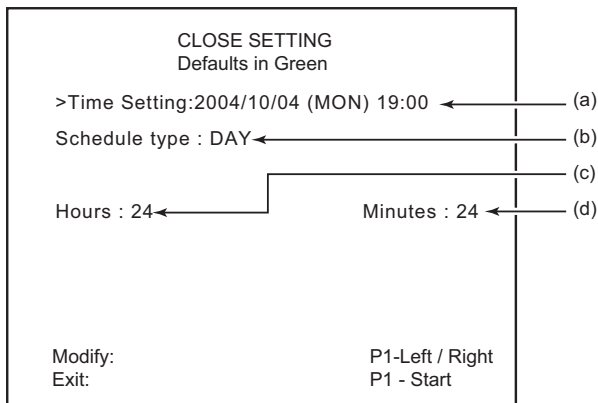 CLOSE SETTING
Defaults in Green
>Time Setting:2004/10/04 (MON) 19:00
(a)
Schedule type : DAY
(b)
(c)
Hours : 24
Minutes : 24
(d)
Modify:
P1-Left / Right
Exit:
P1 - Start